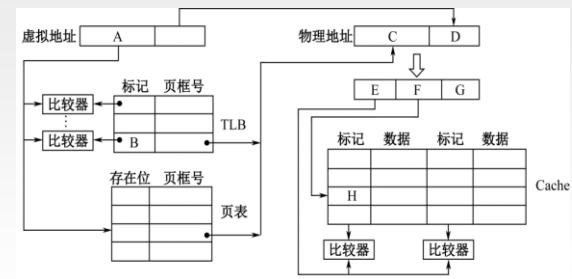 虚拟地址 A
物理地址 C D
E F G
标记 页框号
比较器
⋮
比较器 B
TLB
存在位 页框号
页表
标记 数据 标记 数据
H
Cache
比较器 比较器